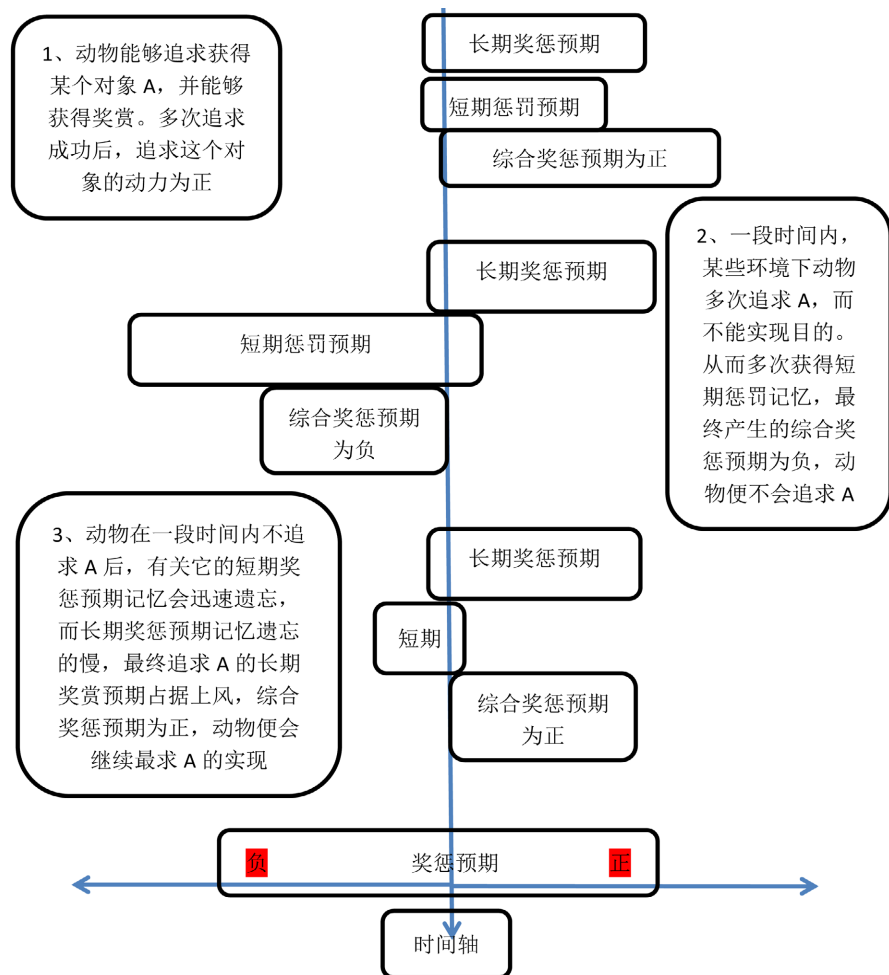 长期奖惩预期
1、动物能够追求获得
某个对象 A，并能够
获得奖赏。多次追求
成功后，追求这个对
象的动力为正
短期惩罚预期
综合奖惩预期为正
2、一段时间内，
某些环境下动物
多次追求 A，而
不能实现目的。
从而多次获得短
期惩罚记忆，最
终产生的综合奖
惩预期为负，动
物便不会追求 A
长期奖惩预期
短期惩罚预期
综合奖惩预期
为负
3、动物在一段时间内不追
求 A 后，有关它的短期奖
惩预期记忆会迅速遗忘，
而长期奖惩预期记忆遗忘
的慢，最终追求 A 的长期
奖赏预期占据上风，综合
奖惩预期为正，动物便会
继续最求 A 的实现
长期奖惩预期
短期
综合奖惩预期
为正
负 奖惩预期 正
时间轴